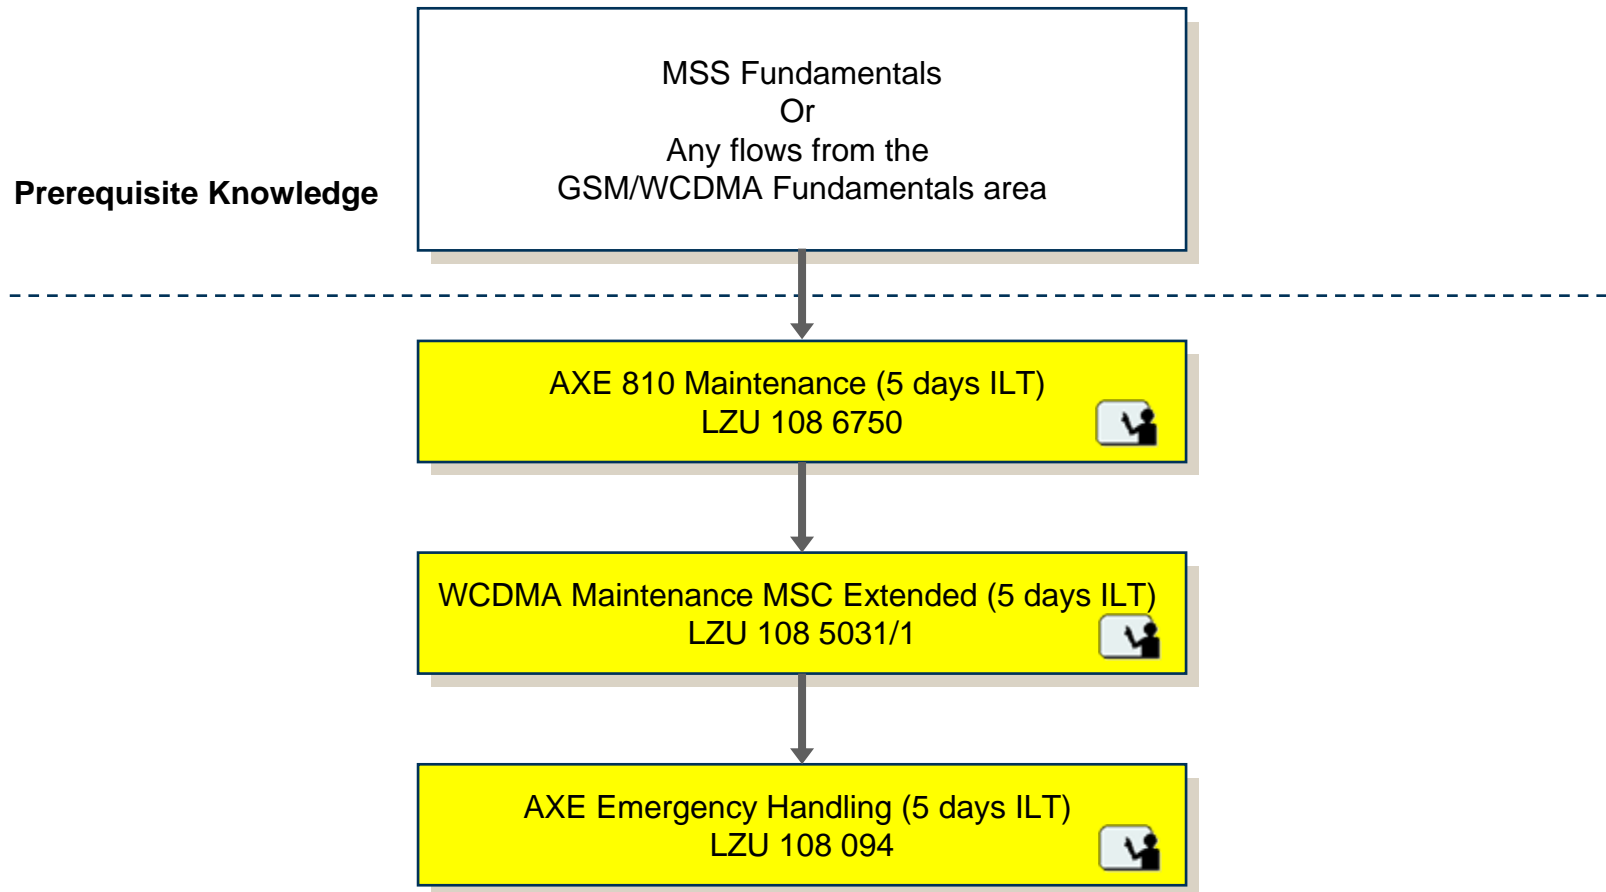 MSS Fundamentals
Or
Any flows from the
GSM/WCDMA Fundamentals area
Prerequisite Knowledge
AXE 810 Maintenance (5 days ILT)
LZU 108 6750
WCDMA Maintenance MSC Extended (5 days ILT)
LZU 108 5031/1
AXE Emergency Handling (5 days ILT)
LZU 108 094